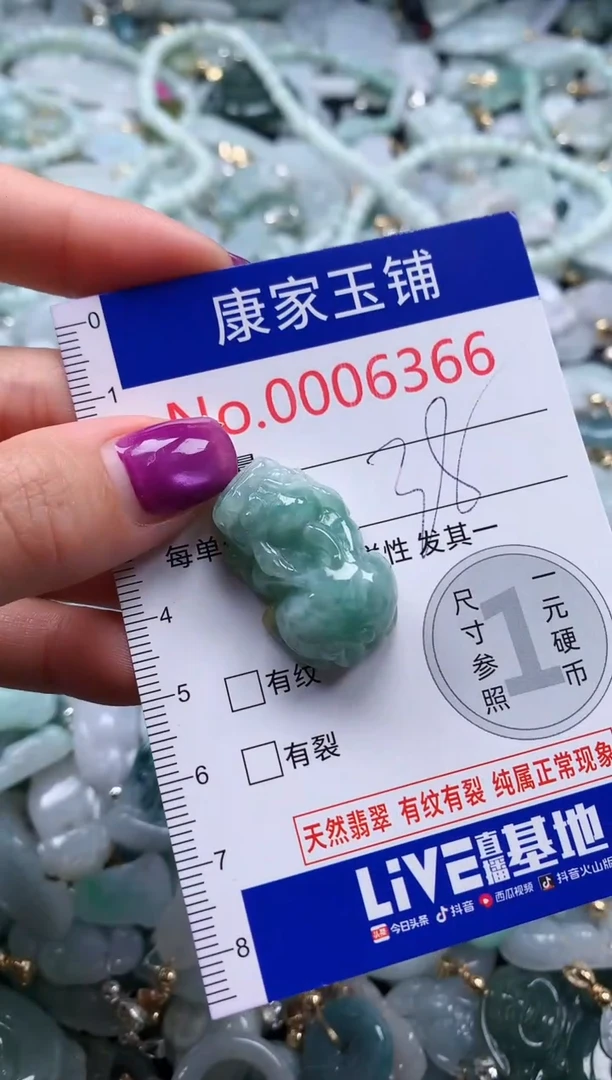 0
康家玉铺
1
No.0006366
38
每单 性 发其一
4
尺寸参照
1
一元硬币
5
有纹
6
有裂
天然翡翠 有纹有裂 纯属正常现象
7
LiVE直播基地
今日头条 抖音 西瓜视频 抖音火山版
8